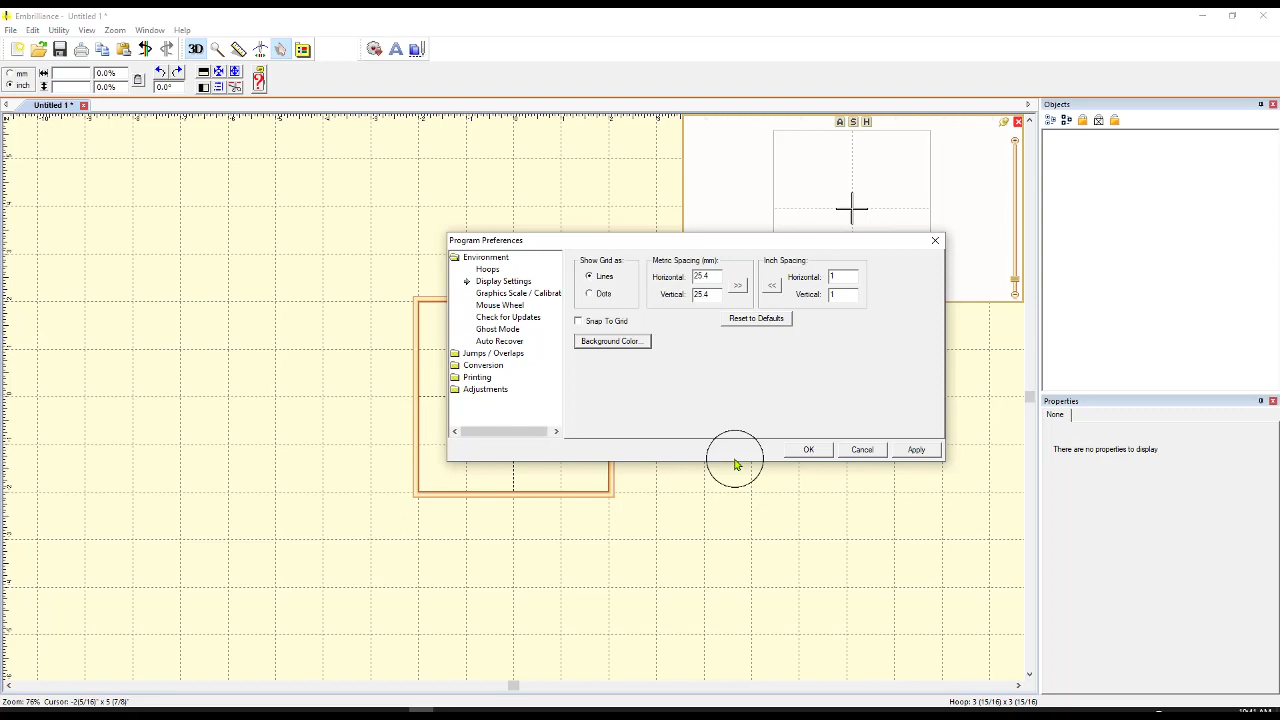 Embrilliance - Untitled 1 *
File Edit Utility View Zoom Window Help
3D
mm 0.0%
inch 0.0% 0.0°
Untitled 1 *
Objects
A S H
Program Preferences
Environment
Hoops
Display Settings
Graphics Scale / Calibrat
Mouse Wheel
Check for Updates
Ghost Mode
Auto Recover
Jumps / Overlaps
Conversion
Printing
Adjustments
Show Grid as:
Lines
Dots
Metric Spacing (mm):
Horizontal: 25.4
Vertical: 25.4
>>
Inch Spacing:
<<
Horizontal: 1
Vertical: 1
Snap To Grid
Reset to Defaults
Background Color...
OK Cancel Apply
Properties
None
There are no properties to display
Zoom: 76% Cursor: -2(5/16)" x 5 (7/8)"
Hoop: 3 (15/16) x 3 (15/16)